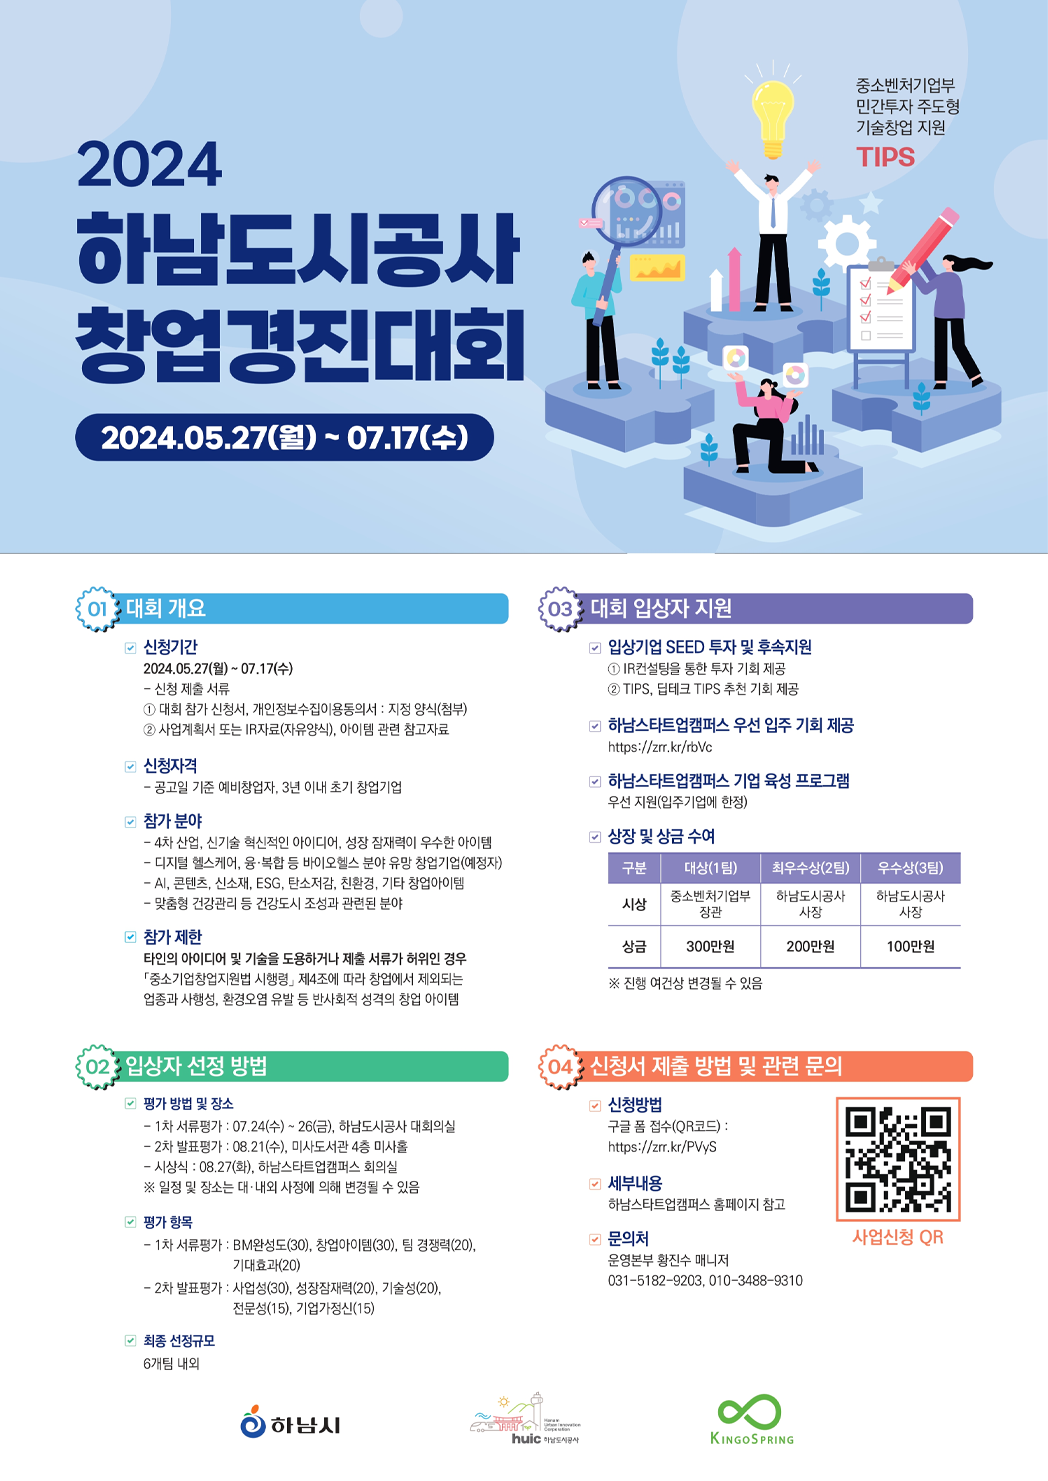 중소벤처기업부
민간투자 주도형
기술창업 지원
TIPS
2024
하남도시공사
창업경진대회
2024.05.27(월) ~ 07.17(수)
01 대회 개요
신청기간
2024.05.27(월) ~ 07.17(수)
- 신청 제출 서류
① 대회 참가 신청서, 개인정보수집이용동의서 : 지정 양식(첨부)
② 사업계획서 또는 IR자료(자유양식), 아이템 관련 참고자료
신청자격
- 공고일 기준 예비창업자, 3년 이내 초기 창업기업
참가 분야
- 4차 산업, 신기술 혁신적인 아이디어, 성장 잠재력이 우수한 아이템
- 디지털 헬스케어, 융·복합 등 바이오헬스 분야 유망 창업기업(예정자)
- AI, 콘텐츠, 신소재, ESG, 탄소저감, 친환경, 기타 창업아이템
- 맞춤형 건강관리 등 건강도시 조성과 관련된 분야
참가 제한
타인의 아이디어 및 기술을 도용하거나 제출 서류가 허위인 경우
「중소기업창업지원법 시행령」 제4조에 따라 창업에서 제외되는
업종과 사행성, 환경오염 유발 등 반사회적 성격의 창업 아이템
02 입상자 선정 방법
평가 방법 및 장소
- 1차 서류평가 : 07.24(수) ~ 26(금), 하남도시공사 대회의실
- 2차 발표평가 : 08.21(수), 미사도서관 4층 미사홀
- 시상식 : 08.27(화), 하남스타트업캠퍼스 회의실
※ 일정 및 장소는 대·내외 사정에 의해 변경될 수 있음
평가 항목
- 1차 서류평가 : BM완성도(30), 창업아이템(30), 팀 경쟁력(20),
기대효과(20)
- 2차 발표평가 : 사업성(30), 성장잠재력(20), 기술성(20),
전문성(15), 기업가정신(15)
최종 선정규모
6개팀 내외
03 대회 입상자 지원
입상기업 SEED 투자 및 후속지원
① IR컨설팅을 통한 투자 기회 제공
② TIPS, 딥테크 TIPS 추천 기회 제공
하남스타트업캠퍼스 우선 입주 기회 제공
https://zrr.kr/rbVc
하남스타트업캠퍼스 기업 육성 프로그램
우선 지원(입주기업에 한정)
상장 및 상금 수여
구분 대상(1팀) 최우수상(2팀) 우수상(3팀)
시상 중소벤처기업부 장관 하남도시공사 사장 하남도시공사 사장
상금 300만원 200만원 100만원
※ 진행 여건상 변경될 수 있음
04 신청서 제출 방법 및 관련 문의
신청방법
구글 폼 접수(QR코드) :
https://zrr.kr/PVyS
세부내용
하남스타트업캠퍼스 홈페이지 참고
문의처
운영본부 황진수 매니저
031-5182-9203, 010-3488-9310
사업신청 QR
하남시
Hanam
Urban Innovation
Corporation
huic 하남도시공사
KINGOSPRING